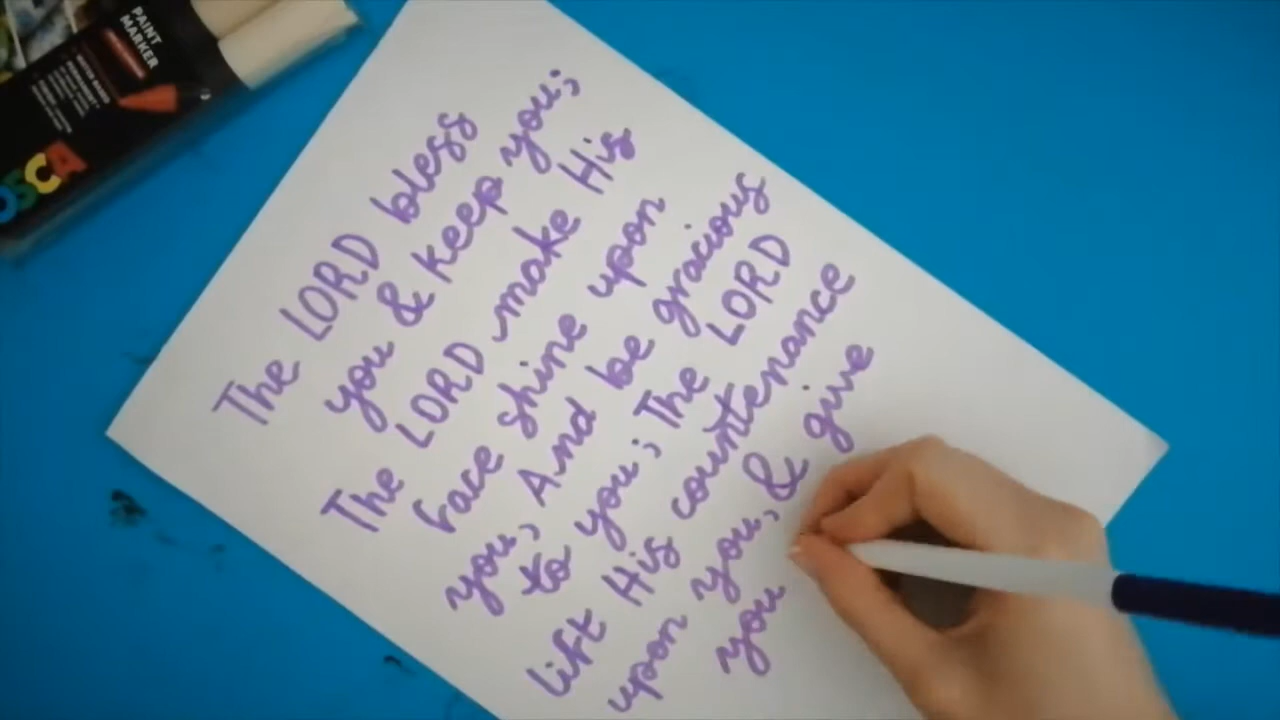 PAINT
MARKER
OSCA
The LORD bless
you & keep you;
The LORD make His
face shine upon
you, And be gracious
to you; The LORD
lift His countenance
upon you, & give
you